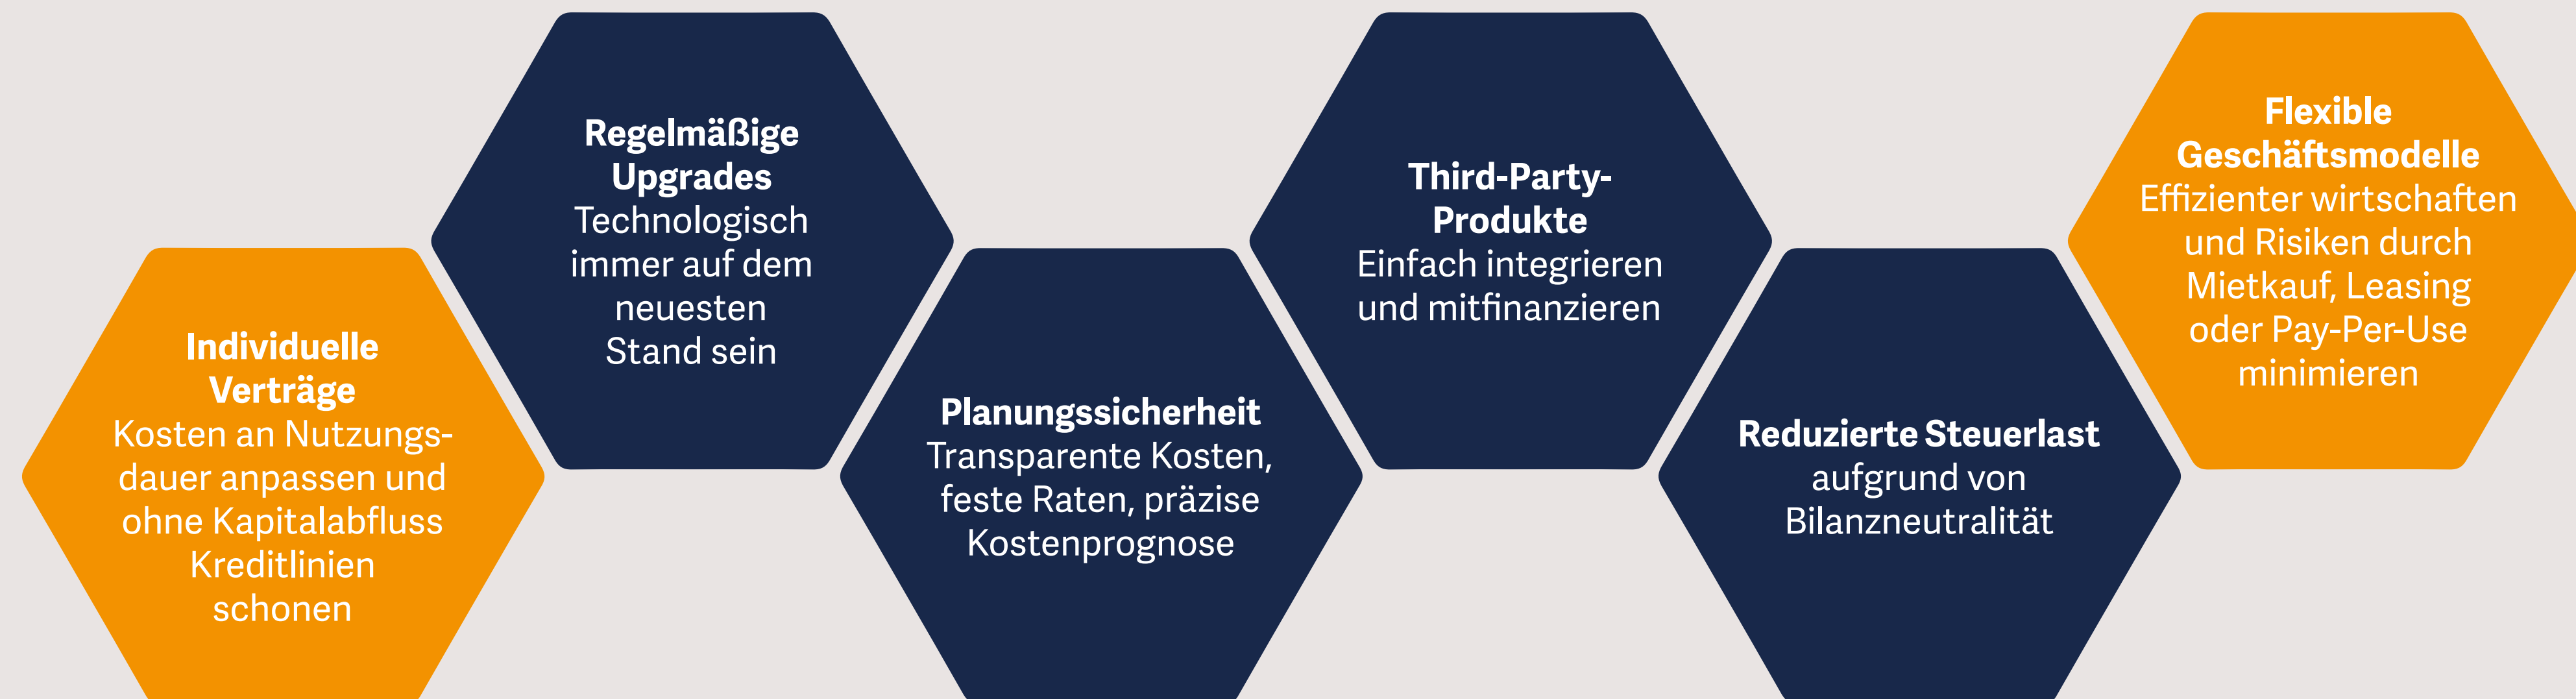 Individuelle
Verträge
Kosten an Nutzungs-
dauer anpassen und
ohne Kapitalabfluss
Kreditlinien
schonen
Regelmäßige
Upgrades
Technologisch
immer auf dem
neuesten
Stand sein
Planungssicherheit
Transparente Kosten,
feste Raten, präzise
Kostenprognose
Third-Party-
Produkte
Einfach integrieren
und mitfinanzieren
Reduzierte Steuerlast
aufgrund von
Bilanzneutralität
Flexible
Geschäftsmodelle
Effizienter wirtschaften
und Risiken durch
Mietkauf, Leasing
oder Pay-Per-Use
minimieren